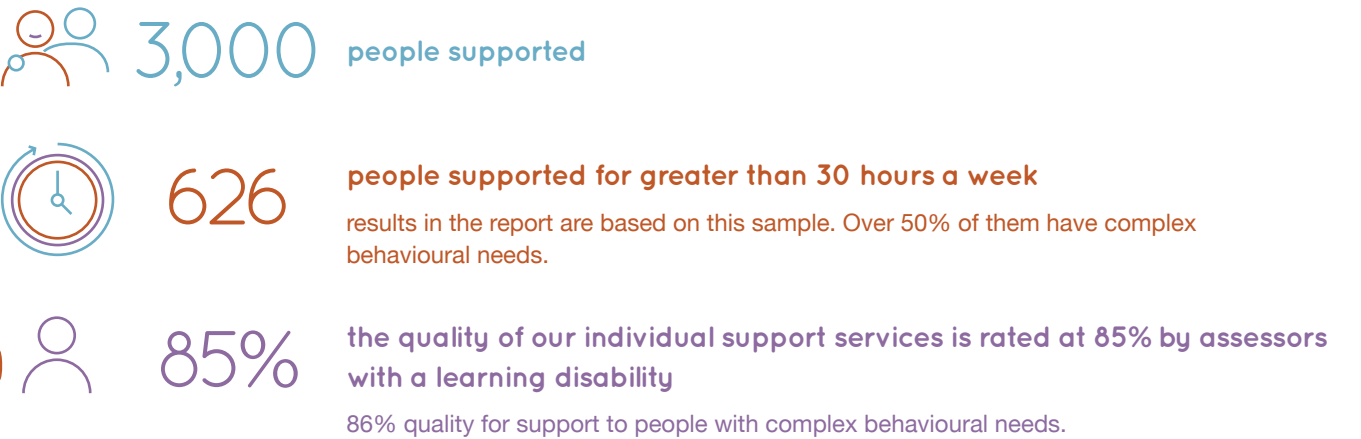 3,000 people supported
626 people supported for greater than 30 hours a week
results in the report are based on this sample. Over 50% of them have complex
behavioural needs.
85% the quality of our individual support services is rated at 85% by assessors
with a learning disability
86% quality for support to people with complex behavioural needs.